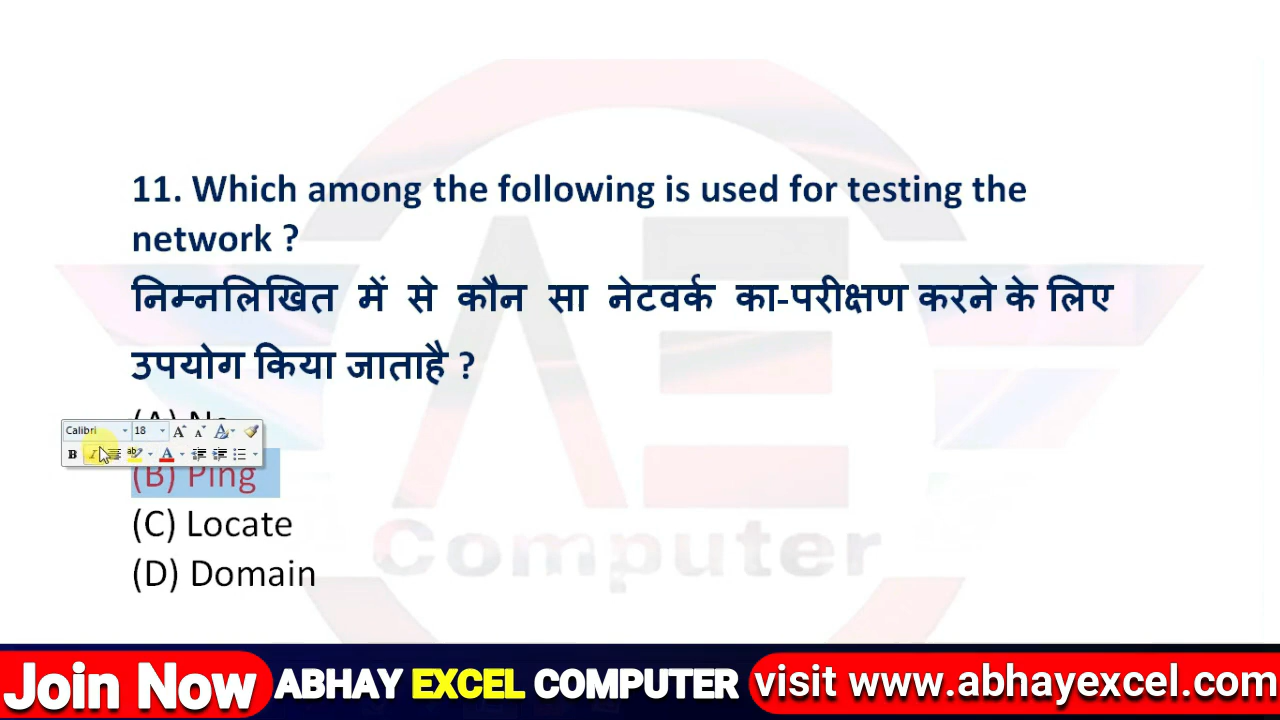 11. Which among the following is used for testing the
network ?
निम्नलिखित में से कौन सा नेटवर्क का-परीक्षण करने के लिए
उपयोग किया जाताहै ?
(A)
Calibri 18
(B) Ping
(C) Locate
(D) Domain
AE
Computer
Join Now ABHAY EXCEL COMPUTER visit www.abhayexcel.com